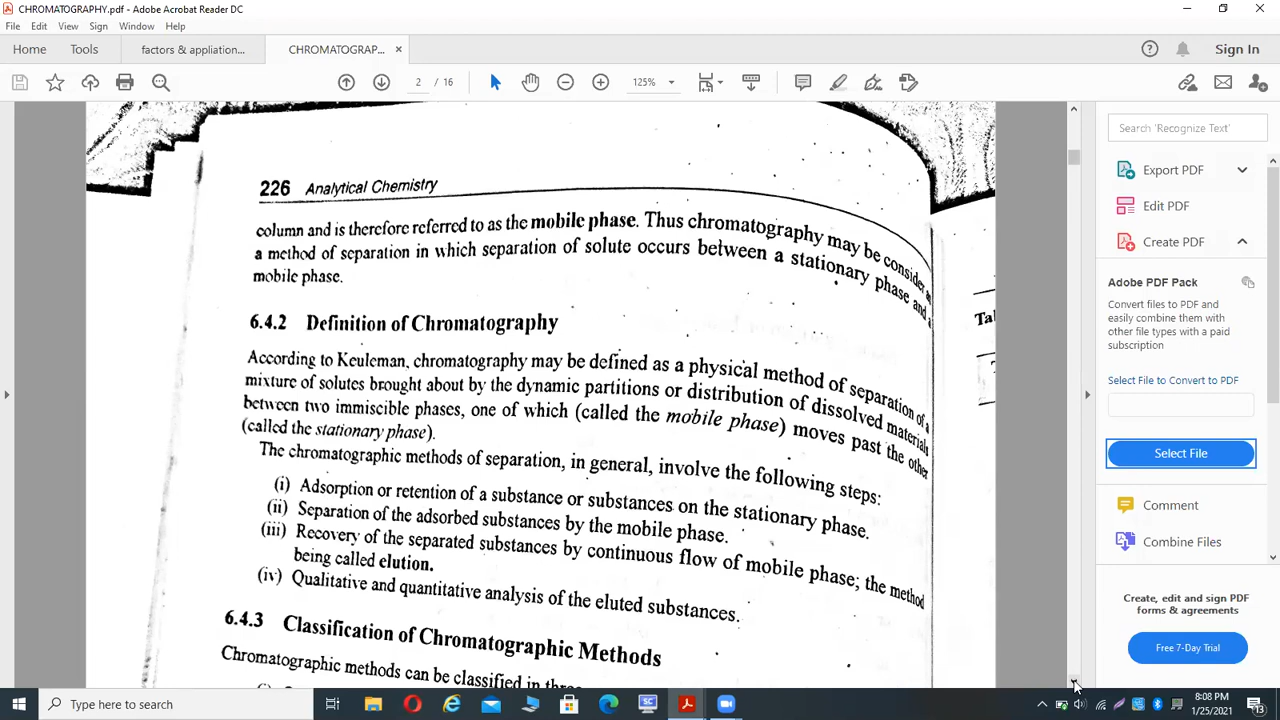 CHROMATOGRAPHY.pdf - Adobe Acrobat Reader DC
File Edit View Sign Window Help
Home Tools factors & appliation... CHROMATOGRAP... × Sign In
2 / 16 125%
226 Analytical Chemistry
column and is therefore referred to as the mobile phase. Thus chromatography may be consider as
a method of separation in which separation of solute occurs between a stationary phase and a
mobile phase.
6.4.2 Definition of Chromatography
According to Keuleman, chromatography may be defined as a physical method of separation of a
mixture of solutes brought about by the dynamic partitions or distribution of dissolved materials
between two immiscible phases, one of which (called the mobile phase) moves past the other
(called the stationary phase).
The chromatographic methods of separation, in general, involve the following steps:
(i) Adsorption or retention of a substance or substances on the stationary phase.
(ii) Separation of the adsorbed substances by the mobile phase.
(iii) Recovery of the separated substances by continuous flow of mobile phase; the method
being called elution.
(iv) Qualitative and quantitative analysis of the eluted substances.
6.4.3 Classification of Chromatographic Methods
Chromatographic methods can be classified in
Search 'Recognize Text'
Export PDF
Edit PDF
Create PDF
Adobe PDF Pack
Convert files to PDF and
easily combine them with
other file types with a paid
subscription
Select File to Convert to PDF
Select File
Comment
Combine Files
Create, edit and sign PDF
forms & agreements
Free 7-Day Trial
Type here to search
8:08 PM
1/25/2021
13